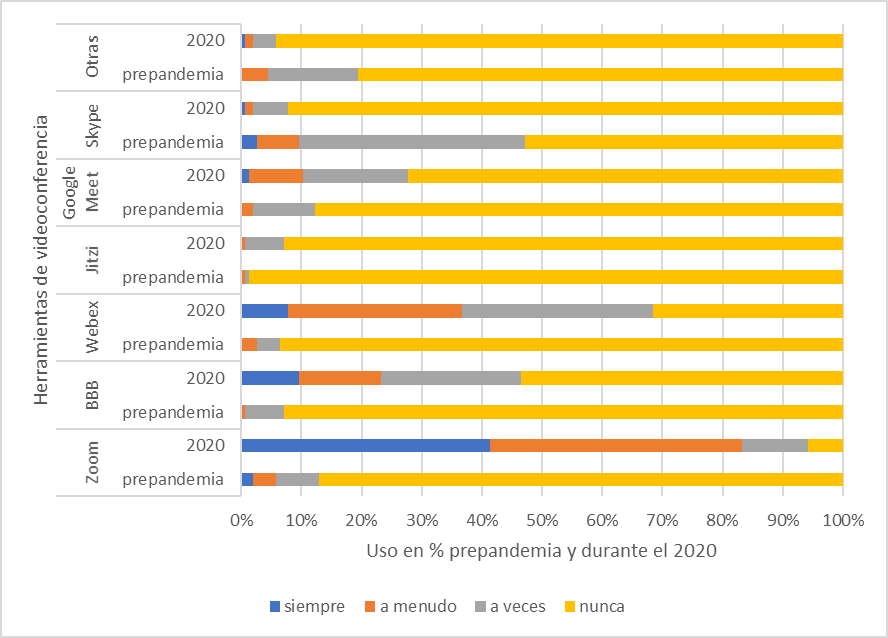 Herramientas de videoconferencia
Otras
2020
prepandemia
Skype
2020
prepandemia
Google
Meet
2020
prepandemia
Jitzi
2020
prepandemia
Webex
2020
prepandemia
BBB
2020
prepandemia
Zoom
2020
prepandemia
0% 10% 20% 30% 40% 50% 60% 70% 80% 90% 100%
Uso en % prepandemia y durante el 2020
siempre a menudo a veces nunca